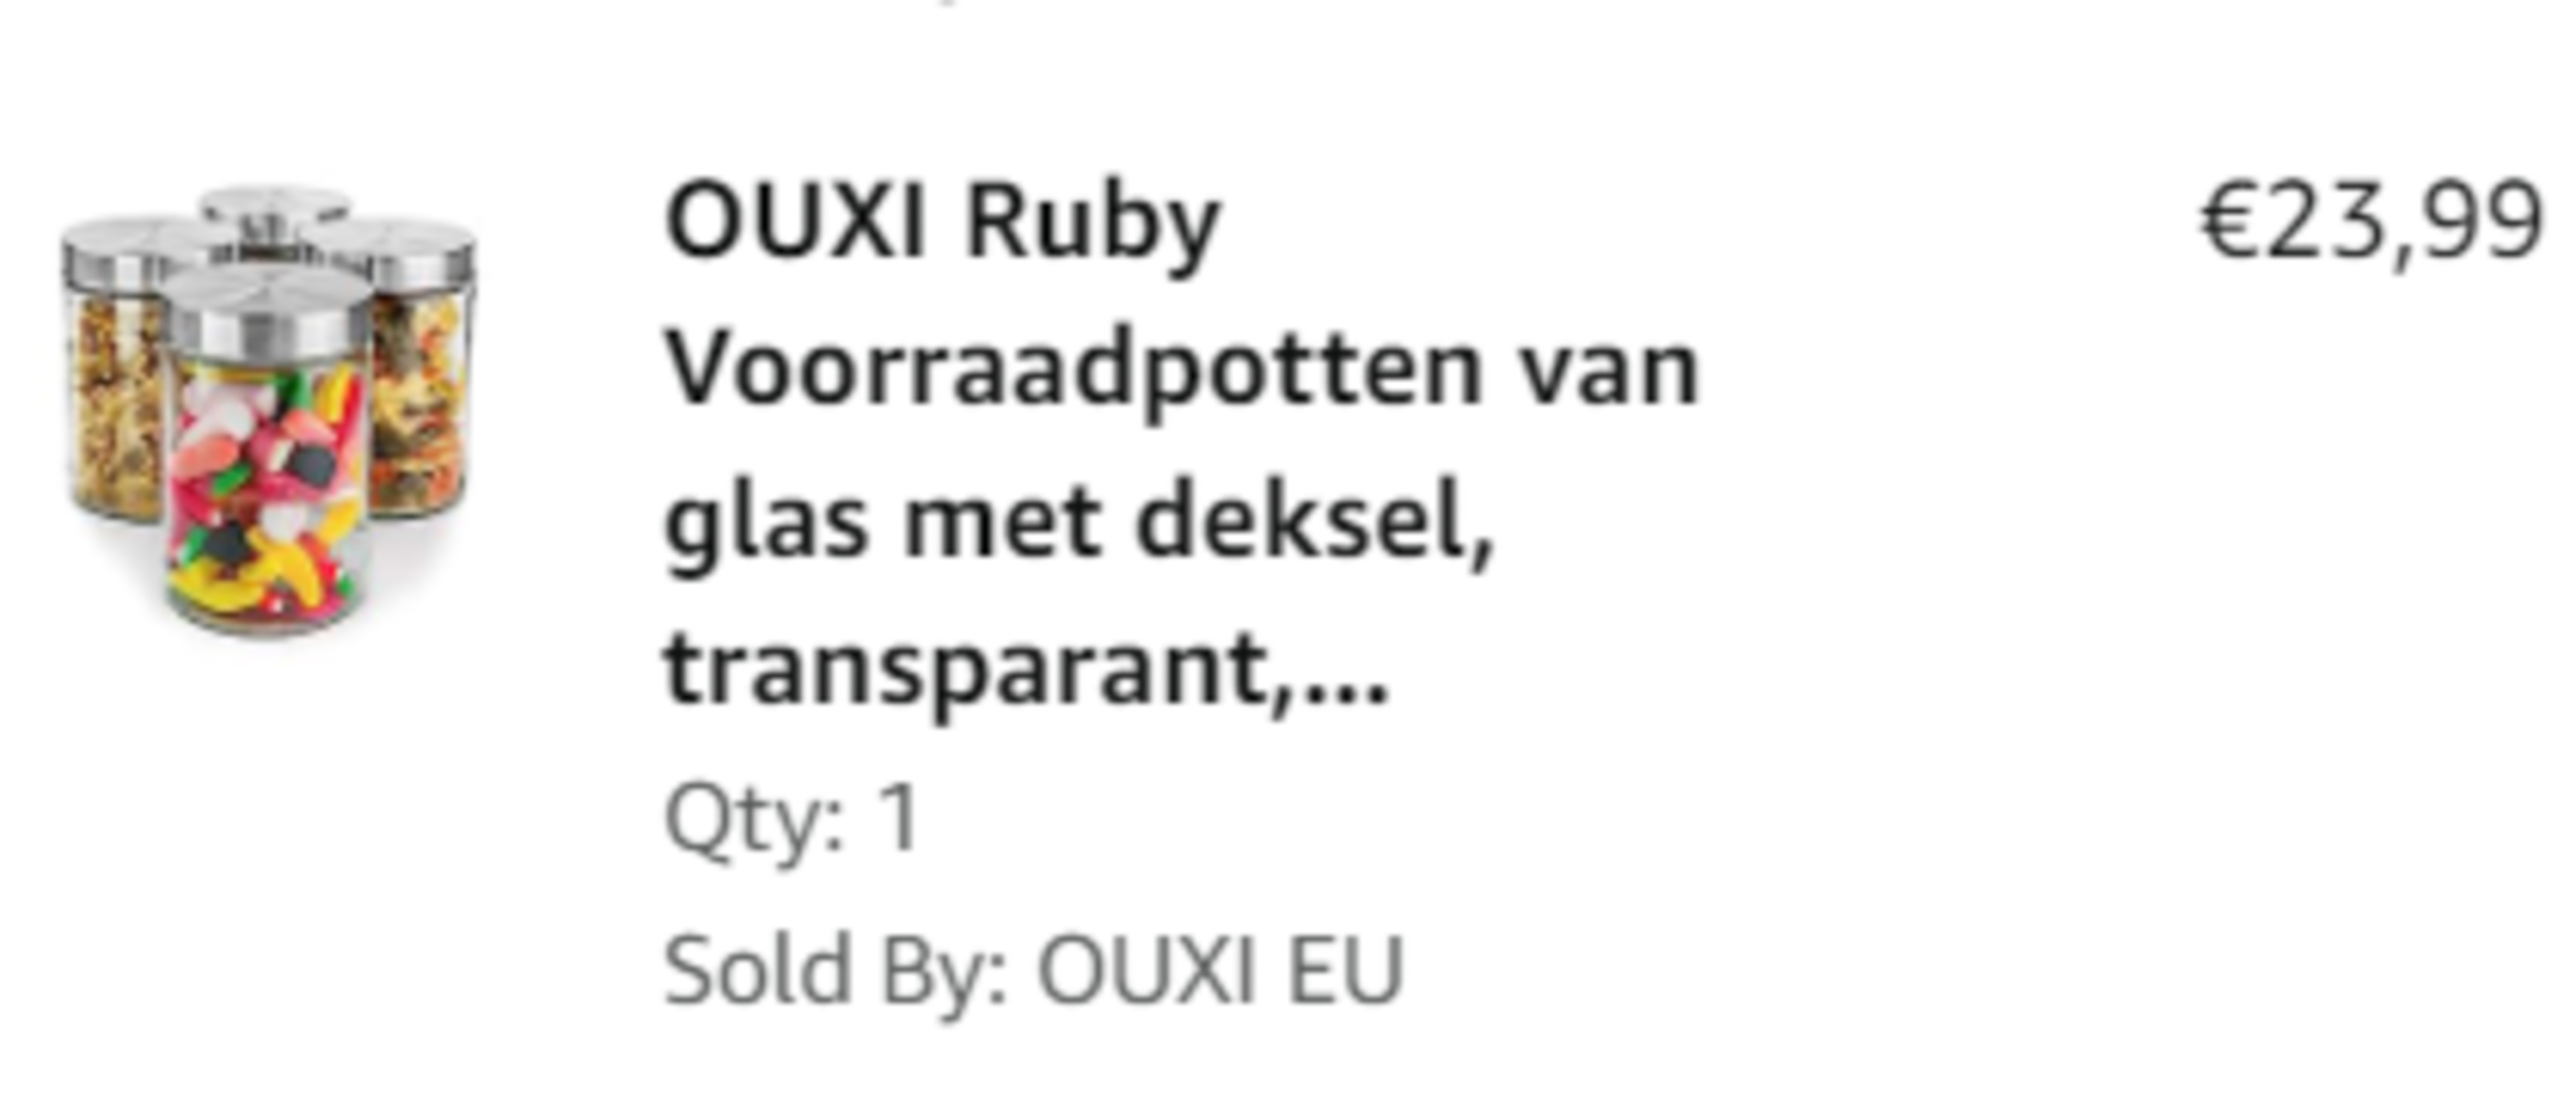 OUXI Ruby €23,99
Voorraadpotten van
glas met deksel,
transparant,...
Qty: 1
Sold By: OUXI EU